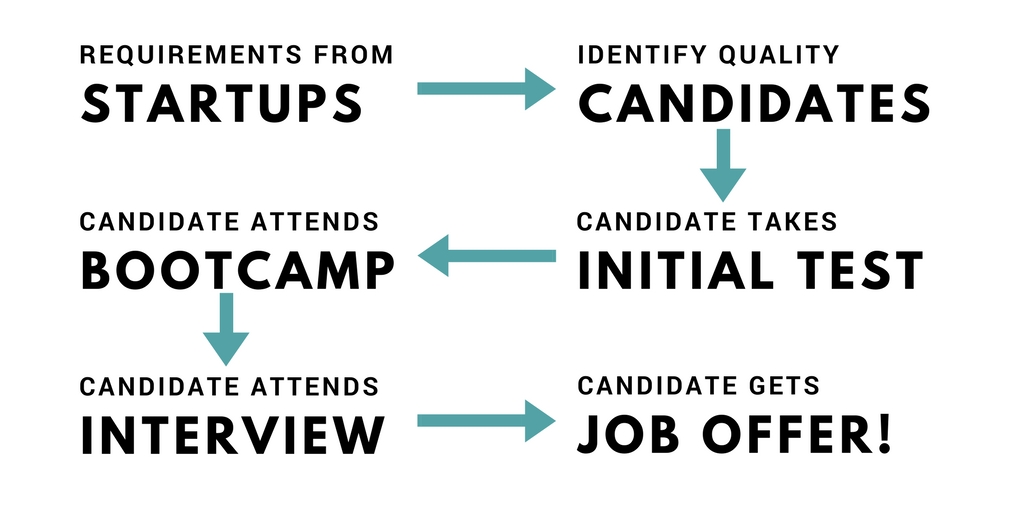 REQUIREMENTS FROM
STARTUPS
IDENTIFY QUALITY
CANDIDATES
CANDIDATE TAKES
INITIAL TEST
CANDIDATE ATTENDS
BOOTCAMP
CANDIDATE ATTENDS
INTERVIEW
CANDIDATE GETS
JOB OFFER!